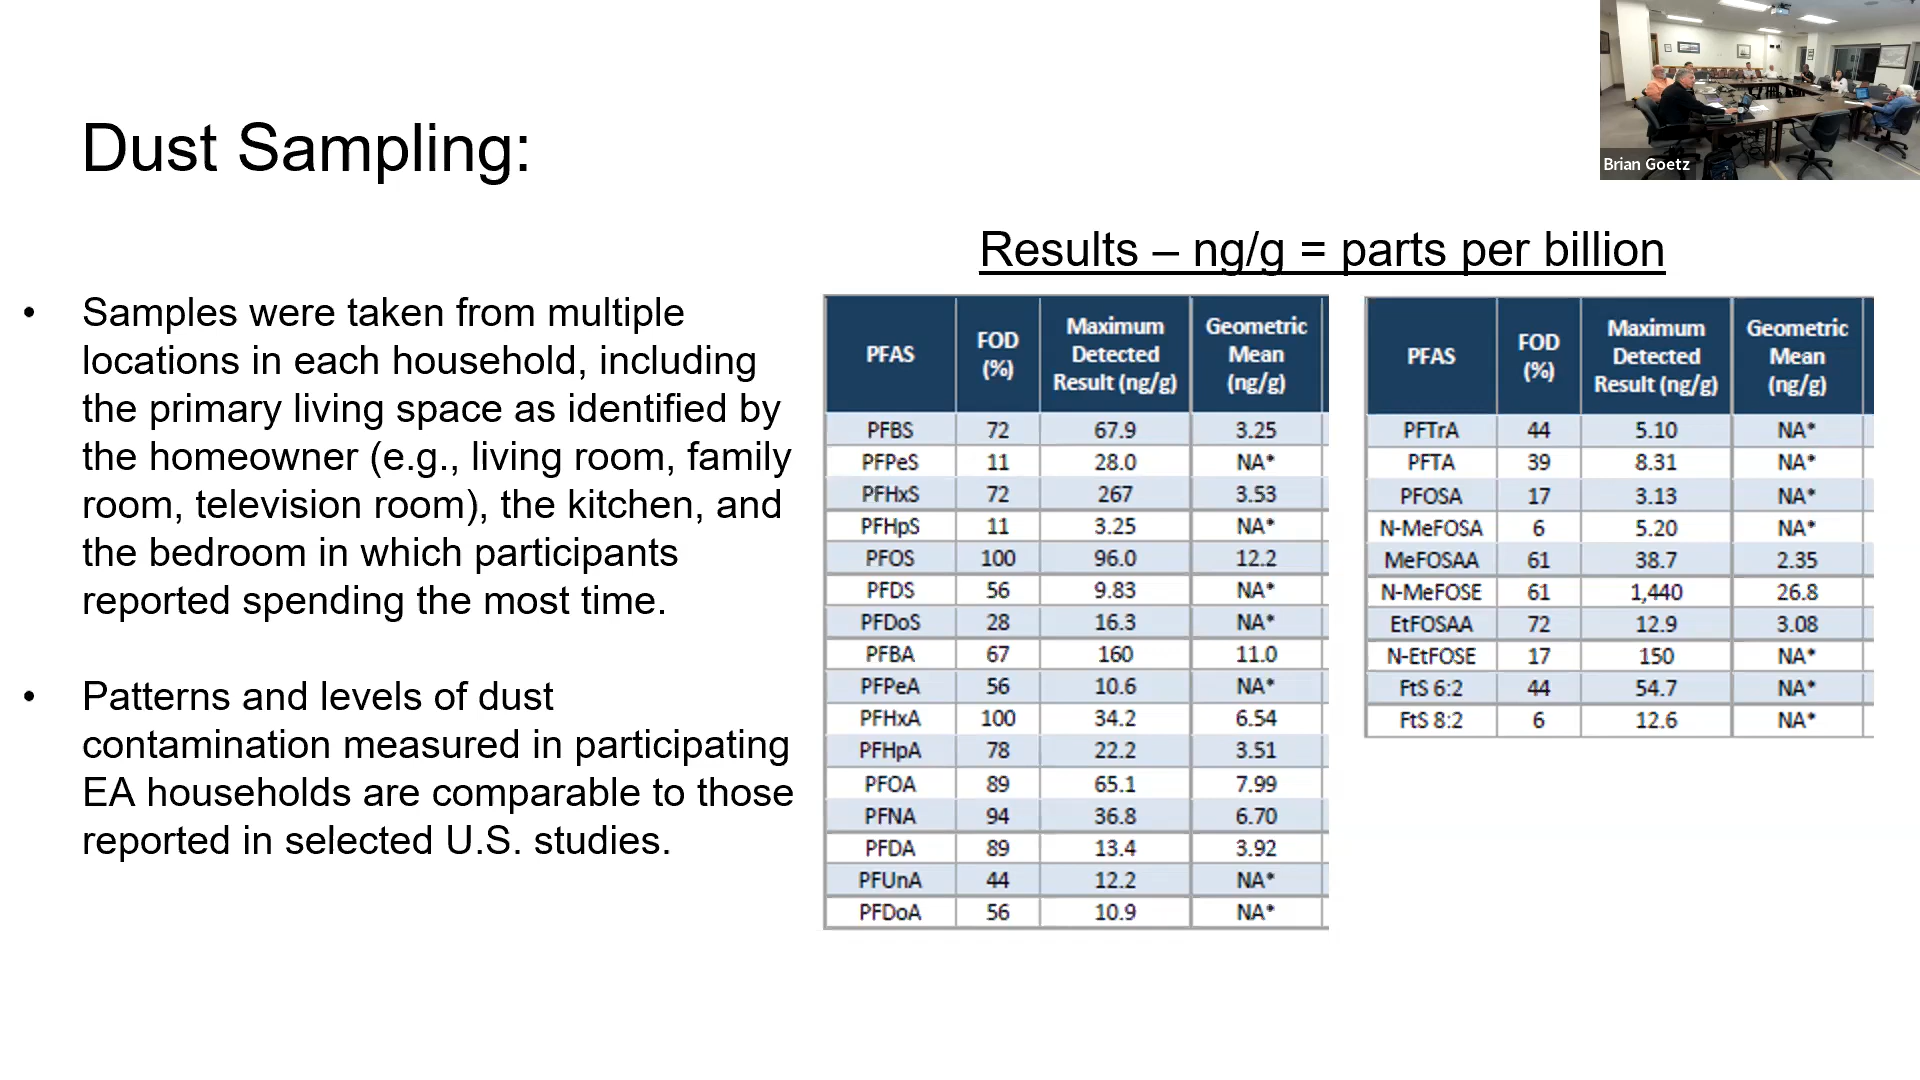 Brian Goetz
Dust Sampling:
• Samples were taken from multiple
locations in each household, including
the primary living space as identified by
the homeowner (e.g., living room, family
room, television room), the kitchen, and
the bedroom in which participants
reported spending the most time.
• Patterns and levels of dust
contamination measured in participating
EA households are comparable to those
reported in selected U.S. studies.
Results – ng/g = parts per billion
PFAS FOD (%) Maximum Detected Result (ng/g) Geometric Mean (ng/g)
PFBS 72 67.9 3.25
PFPeS 11 28.0 NA*
PFHxS 72 267 3.53
PFHpS 11 3.25 NA*
PFOS 100 96.0 12.2
PFDS 56 9.83 NA*
PFDoS 28 16.3 NA*
PFBA 67 160 11.0
PFPeA 56 10.6 NA*
PFHxA 100 34.2 6.54
PFHpA 78 22.2 3.51
PFOA 89 65.1 7.99
PFNA 94 36.8 6.70
PFDA 89 13.4 3.92
PFUnA 44 12.2 NA*
PFDoA 56 10.9 NA*
PFAS FOD (%) Maximum Detected Result (ng/g) Geometric Mean (ng/g)
PFTrA 44 5.10 NA*
PFTA 39 8.31 NA*
PFOSA 17 3.13 NA*
N-MeFOSA 6 5.20 NA*
MeFOSAA 61 38.7 2.35
N-MeFOSE 61 1,440 26.8
EtFOSAA 72 12.9 3.08
N-EtFOSE 17 150 NA*
FtS 6:2 44 54.7 NA*
FtS 8:2 6 12.6 NA*